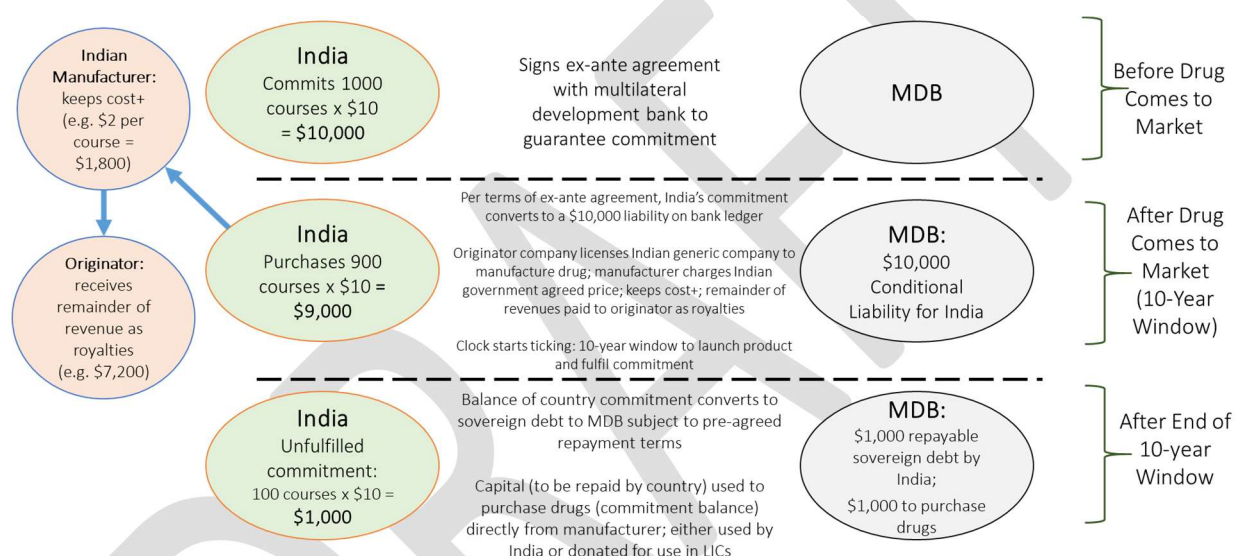 Indian
Manufacturer:
keeps cost+
(e.g. $2 per
course =
$1,800)
India
Commits 1000
courses x $10
= $10,000
Signs ex-ante agreement
with multilateral
development bank to
guarantee commitment
MDB
Before Drug
Comes to
Market
Originator:
receives
remainder of
revenue as
royalties
(e.g. $7,200)
India
Purchases 900
courses x $10 =
$9,000
Per terms of ex-ante agreement, India's commitment
converts to a $10,000 liability on bank ledger
Originator company licenses Indian generic company to
manufacture drug; manufacturer charges Indian
government agreed price; keeps cost+; remainder of
revenues paid to originator as royalties
Clock starts ticking: 10-year window to launch product
and fulfil commitment
MDB:
$10,000
Conditional
Liability for India
After Drug
Comes to
Market
(10-Year
Window)
India
Unfulfilled
commitment:
100 courses x $10 =
$1,000
Balance of country commitment converts to
sovereign debt to MDB subject to pre-agreed
repayment terms
Capital (to be repaid by country) used to
purchase drugs (commitment balance)
directly from manufacturer; either used by
India or donated for use in LICs
MDB:
$1,000 repayable
sovereign debt by
India;
$1,000 to purchase
drugs
After End of
10-year
Window
DRAFT